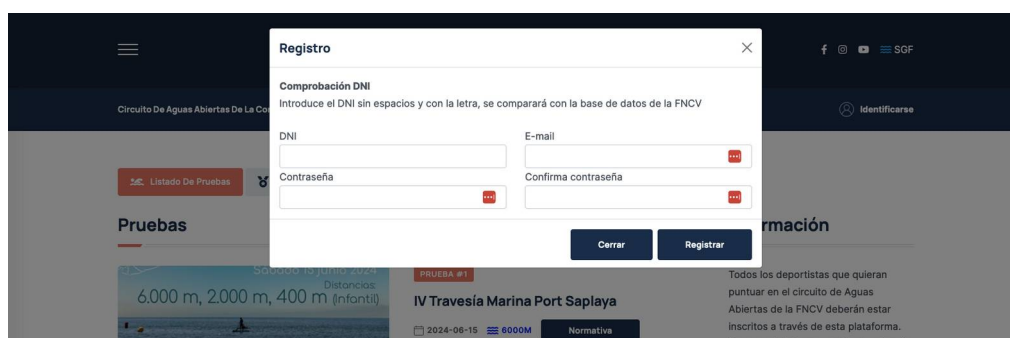 Registro
SGF
Comprobación DNI
Introduce el DNI sin espacios y con la letra, se comparará con la base de datos de la FNCV
Circuito De Aguas Abiertas De La
Identificarse
DNI
E-mail
Contraseña
Confirma contraseña
Listado De Pruebas
Cerrar
Registrar
Pruebas
Sábado 15 junio 2024
Distancias:
6.000 m, 2.000 m, 400 m (Infantil)
PRUEBA #1
IV Travesía Marina Port Saplaya
2024-06-15
6000M
Normativa
Todos los deportistas que quieran
puntuar en el circuito de Aguas
Abiertas de la FNCV deberán estar
inscritos a través de esta plataforma.